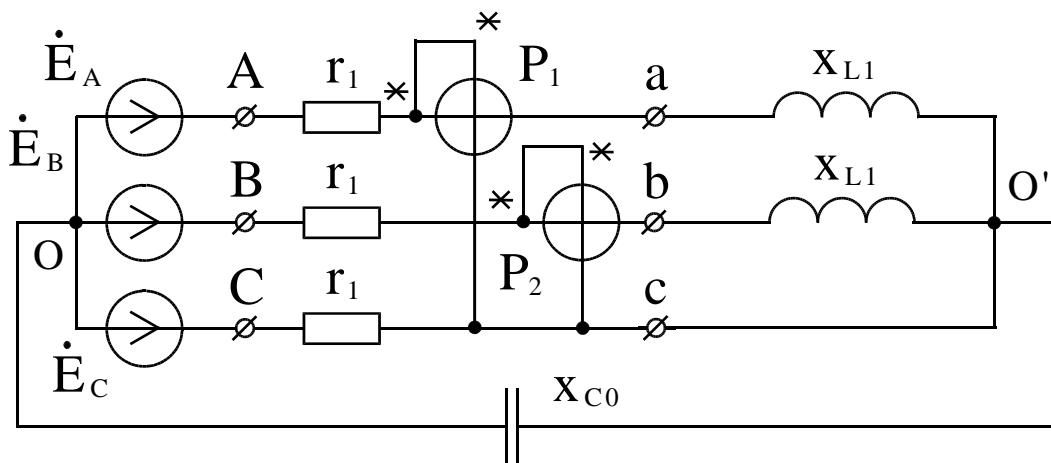 Ė_A A r₁ * * P₁ a x_L1
Ė_B B r₁ * * b x_L1 O'
O C r₁ P₂ c
Ė_C x_C0